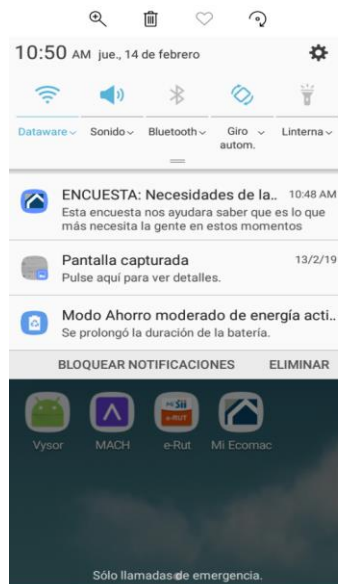 10:50 AM jue., 14 de febrero
Dataware Sonido Bluetooth Giro autom. Linterna
ENCUESTA: Necesidades de la.. 10:48 AM
Esta encuesta nos ayudara saber que es lo que
más necesita la gente en estos momentos
Pantalla capturada 13/2/19
Pulse aquí para ver detalles.
Modo Ahorro moderado de energía acti..
Se prolongó la duración de la batería.
BLOQUEAR NOTIFICACIONES ELIMINAR
mi Sii
e-RUT
Vysor MACH e-Rut Mi Ecomac
Sólo llamadas de emergencia.